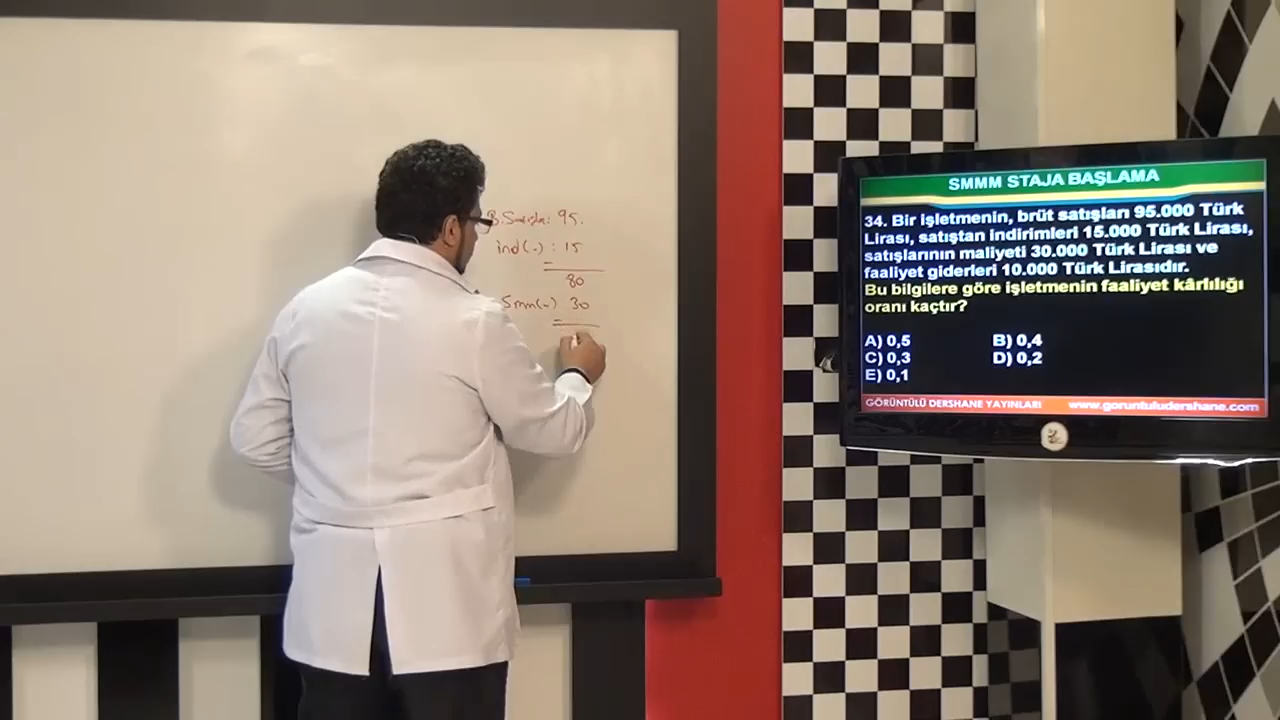 B. Satışla: 95.
ind(-) : 15
80
Smm(-) 30
SMMM STAJA BAŞLAMA
34. Bir işletmenin, brüt satışları 95.000 Türk
Lirası, satıştan indirimleri 15.000 Türk Lirası,
satışlarının maliyeti 30.000 Türk Lirası ve
faaliyet giderleri 10.000 Türk Lirasıdır.
Bu bilgilere göre işletmenin faaliyet kârlılığı
oranı kaçtır?
A) 0,5 B) 0,4
C) 0,3 D) 0,2
E) 0,1
GÖRÜNTÜLÜ DERSHANE YAYINLARI www.goruntuludershane.com